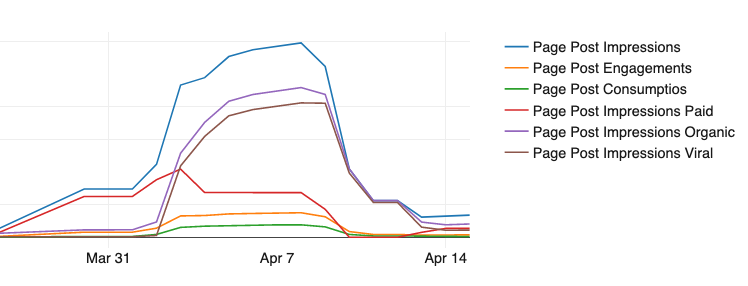 Page Post Impressions
Page Post Engagements
Page Post Consumptios
Page Post Impressions Paid
Page Post Impressions Organic
Page Post Impressions Viral
Mar 31
Apr 7
Apr 14